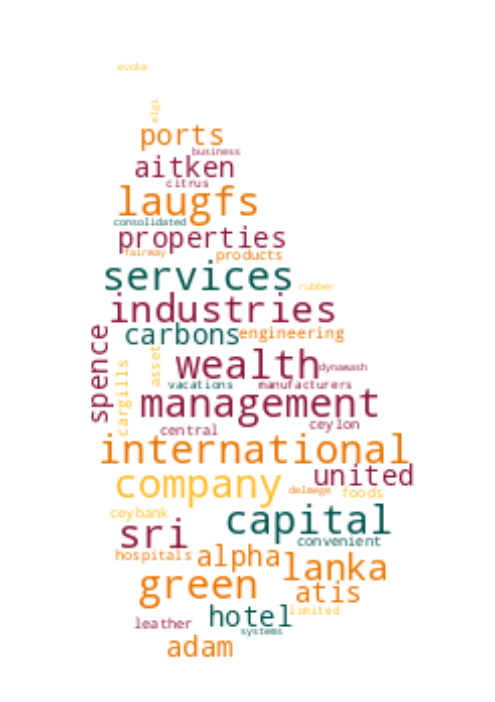 evoke
elgi
ports
business
aitken
citrus
laugfs
consolidated
properties
fairway products
services
rubber
industries
spence
carbons engineering
asset
cargills
wealth dynawash
vacations manufacturers
management
central ceylon
international
united
company delmege foods
ceybank
sri capital
convenient
hospitals alpha lanka
green atis
limited
leather hotel
systems
adam